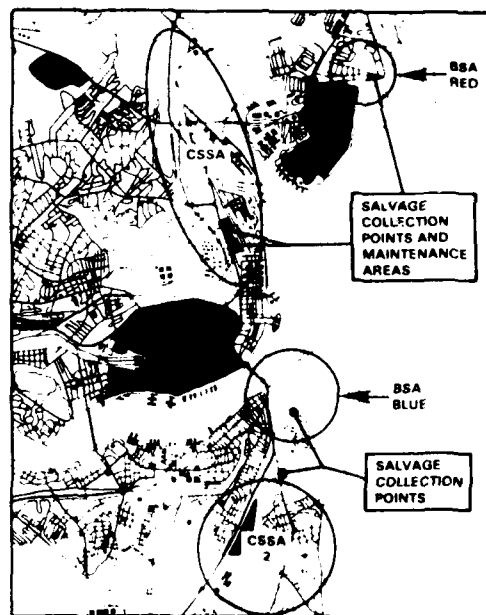 BSA
RED
CSSA
1
SALVAGE
COLLECTION
POINTS AND
MAINTENANCE
AREAS
BSA
BLUE
SALVAGE
COLLECTION
POINTS
CSSA
2